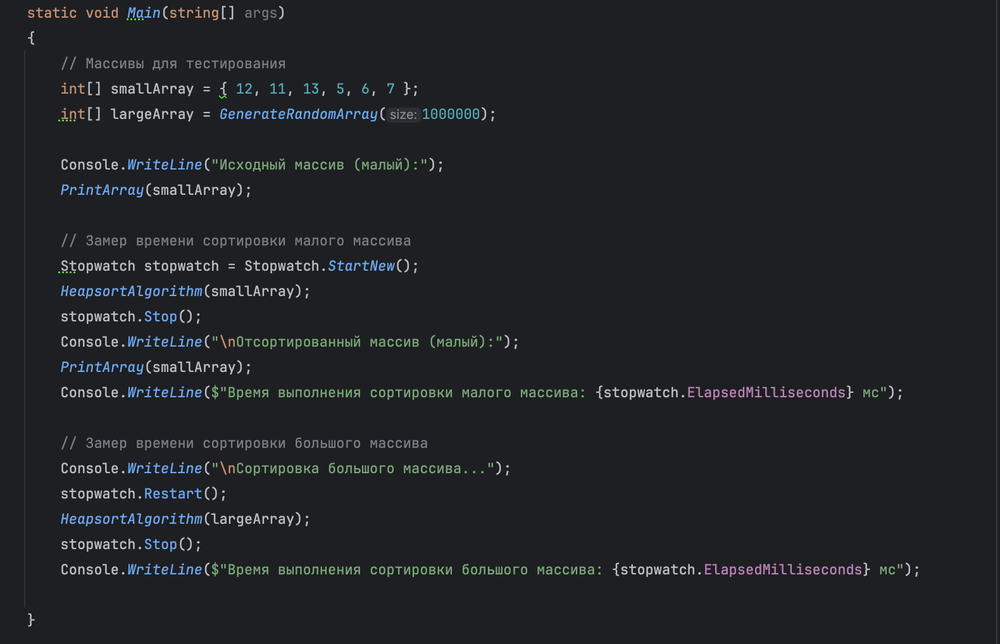 static void Main(string[] args)
{
// Массивы для тестирования
int[] smallArray = { 12, 11, 13, 5, 6, 7 };
int[] largeArray = GenerateRandomArray(size:1000000);
Console.WriteLine("Исходный массив (малый):");
PrintArray(smallArray);
// Замер времени сортировки малого массива
Stopwatch stopwatch = Stopwatch.StartNew();
HeapsortAlgorithm(smallArray);
stopwatch.Stop();
Console.WriteLine("\nОтсортированный массив (малый):");
PrintArray(smallArray);
Console.WriteLine($"Время выполнения сортировки малого массива: {stopwatch.ElapsedMilliseconds} мс");
// Замер времени сортировки большого массива
Console.WriteLine("\nСортировка большого массива...");
stopwatch.Restart();
HeapsortAlgorithm(largeArray);
stopwatch.Stop();
Console.WriteLine($"Время выполнения сортировки большого массива: {stopwatch.ElapsedMilliseconds} мс");
}